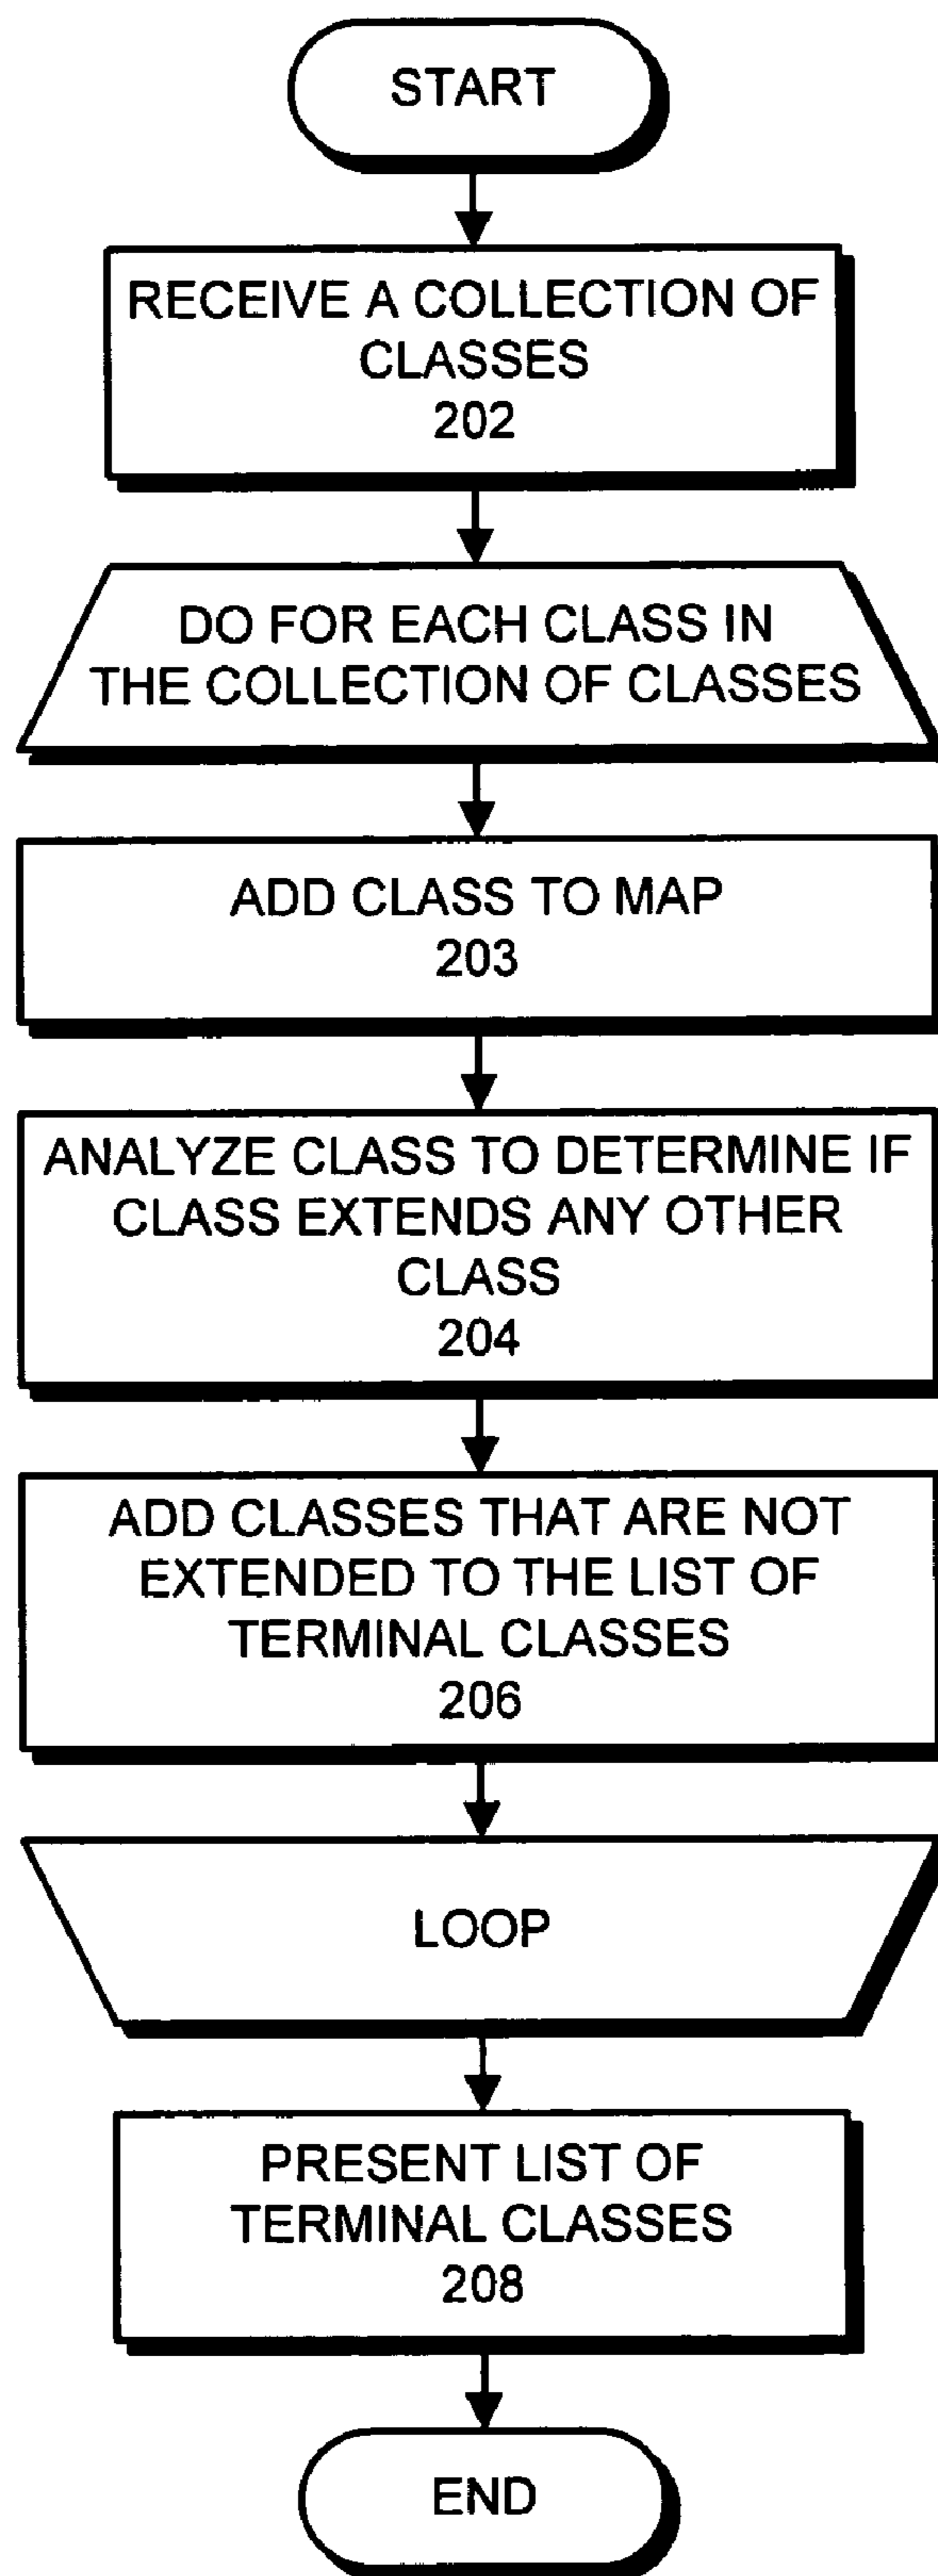 START
RECEIVE A COLLECTION OF
CLASSES
202
DO FOR EACH CLASS IN
THE COLLECTION OF CLASSES
ADD CLASS TO MAP
203
ANALYZE CLASS TO DETERMINE IF
CLASS EXTENDS ANY OTHER
CLASS
204
ADD CLASSES THAT ARE NOT
EXTENDED TO THE LIST OF
TERMINAL CLASSES
206
LOOP
PRESENT LIST OF
TERMINAL CLASSES
208
END